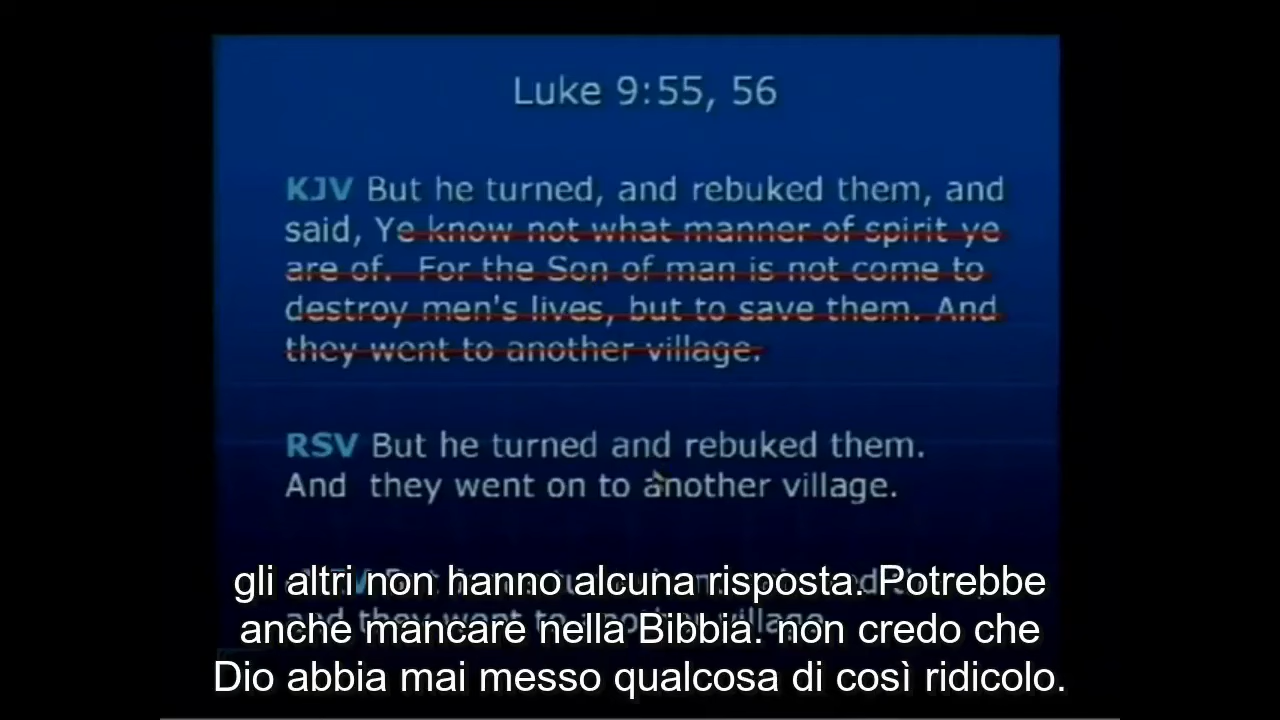 Luke 9:55, 56
KJV But he turned, and rebuked them, and
said, Ye know not what manner of spirit ye
are of. For the Son of man is not come to
destroy men's lives, but to save them. And
they went to another village.
RSV But he turned and rebuked them.
And they went on to another village.
gli altri non hanno alcuna risposta. Potrebbe
anche mancare nella Bibbia. non credo che
Dio abbia mai messo qualcosa di così ridicolo.